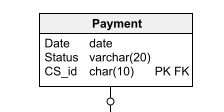 Payment
Date date
Status varchar(20)
CS_id char(10) PK FK